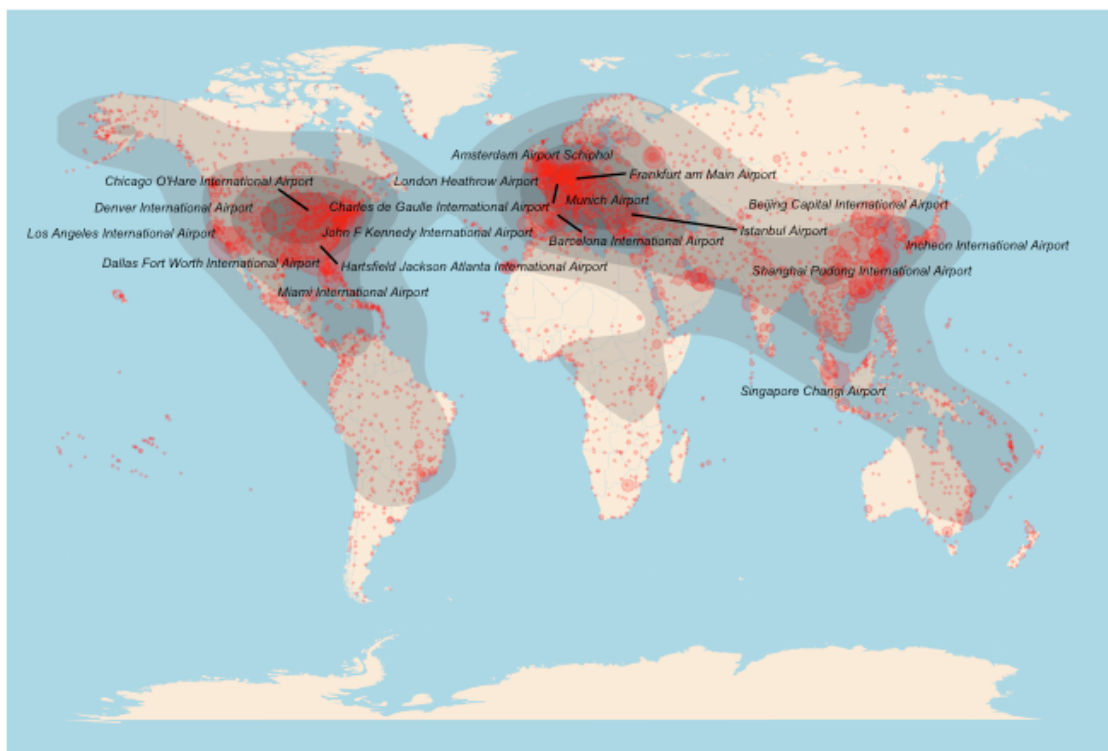 Amsterdam Airport Schiphol
Frankfurt am Main Airport
Chicago O'Hare International Airport
London Heathrow Airport
Munich Airport
Denver International Airport
Charles de Gaulle International Airport
Beijing Capital International Airport
Los Angeles International Airport
John F Kennedy International Airport
Istanbul Airport
Barcelona International Airport
Incheon International Airport
Dallas Fort Worth International Airport
Hartsfield Jackson Atlanta International Airport
Shanghai Pudong International Airport
Miami International Airport
Singapore Changi Airport